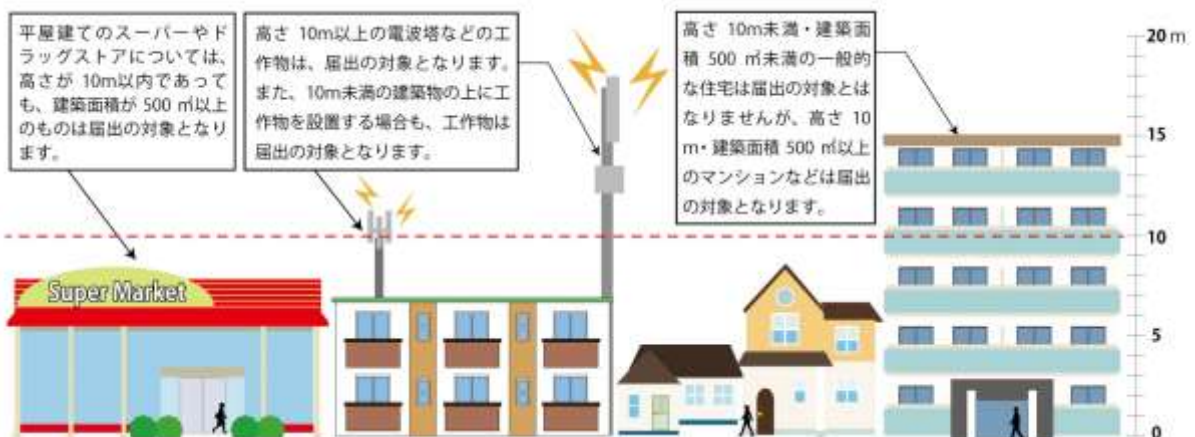 平屋建てのスーパーやド
ラッグストアについては、
高さが 10m以内であって
も、建築面積が 500 ㎡以上
のものは届出の対象となり
ます。
高さ 10m以上の電波塔などの工
作物は、届出の対象となります。
また、10m未満の建築物の上に工
作物を設置する場合も、工作物は
届出の対象となります。
高さ 10m未満・建築面
積 500 ㎡未満の一般的
な住宅は届出の対象とは
なりませんが、高さ 10
m・建築面積 500 ㎡以上
のマンションなどは届出
の対象となります。
20 m
15
10
5
0
Super Market